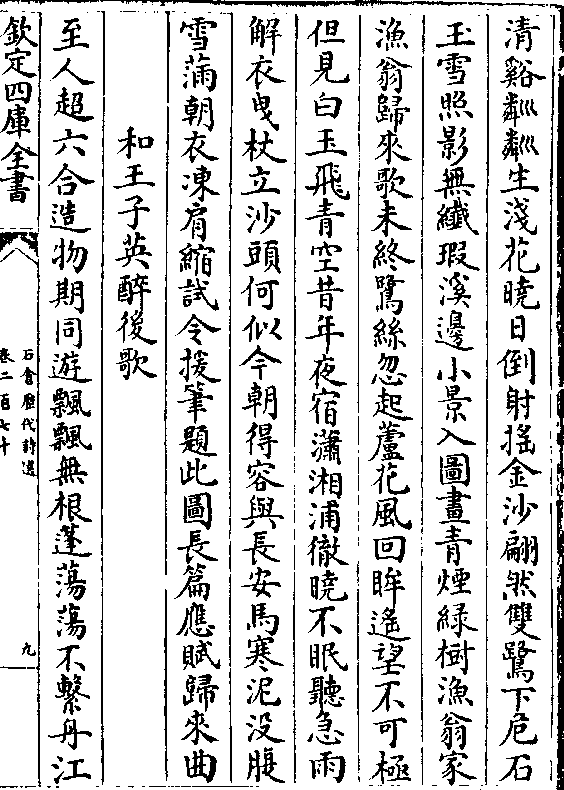 清谿粼粼生淺花曉日倒射揺金沙翩然雙鷺下危石
玉雪照影無纎瑕溪邊小景入圖畫青煙緑樹漁翁家
漁翁歸來歌未終鷺絲忽起蘆花風回眸遙望不可極
但見白玉飛青空昔年夜宿瀟湘浦徹曉不眠聽急雨
解衣曳杖立沙頭何似今朝得容與長安馬寒泥没腹
雪滿朝衣凍肩縮試令援筆題此圖長篇應賦歸來曲
和王子英醉後歌
至人超六合造物期同遊飄飄無根蓬蕩蕩不繫舟江
欽定四庫全書
石倉歷代詩選
卷二百七十
九